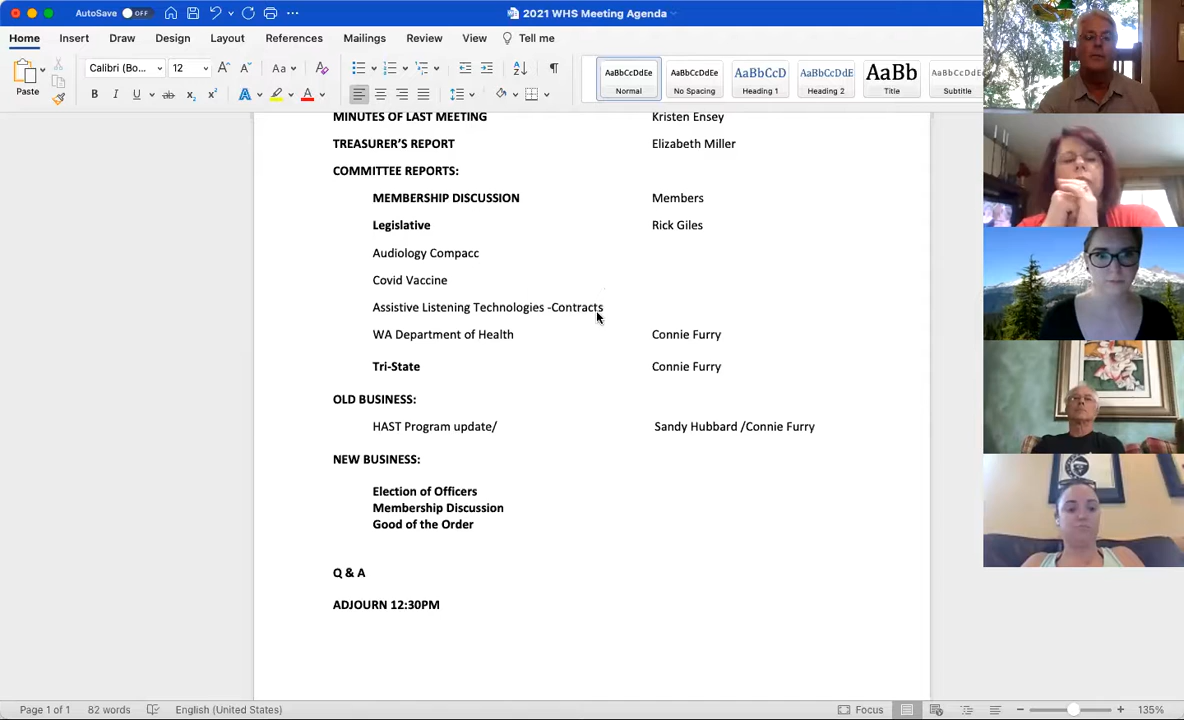 AutoSave OFF 2021 WHS Meeting Agenda
Home Insert Draw Design Layout References Mailings Review View Tell me
Paste Calibri (Bo... 12 Aa AaBbCcDdEe AaBbCcDdEe AaBbCcD AaBbCcDdE AaBb AaBbCcDdEe
B I U ab x2 x2 A A Normal No Spacing Heading 1 Heading 2 Title Subtitle
MINUTES OF LAST MEETING Kristen Ensey
TREASURER'S REPORT Elizabeth Miller
COMMITTEE REPORTS:
MEMBERSHIP DISCUSSION Members
Legislative Rick Giles
Audiology Compacc
Covid Vaccine
Assistive Listening Technologies -Contracts
WA Department of Health Connie Furry
Tri-State Connie Furry
OLD BUSINESS:
HAST Program update/ Sandy Hubbard /Connie Furry
NEW BUSINESS:
Election of Officers
Membership Discussion
Good of the Order
Q & A
ADJOURN 12:30PM
Page 1 of 1 82 words English (United States) Focus 135%